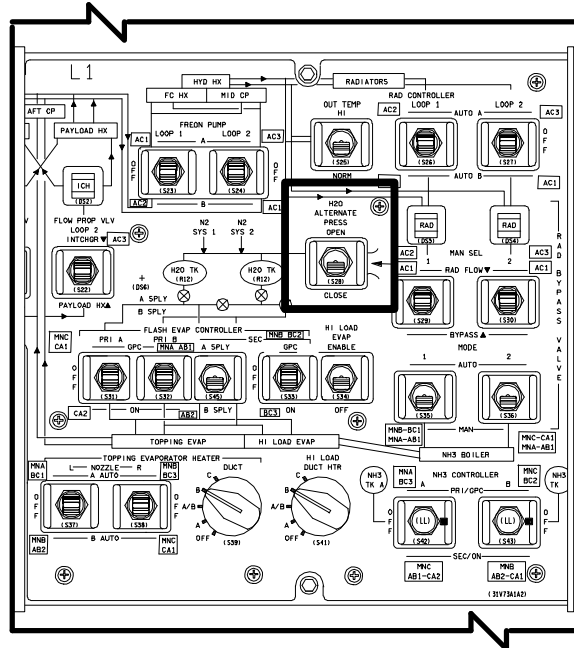 L1
HYD HX
RADIATORS
FC HX
MID CP
RAD CONTROLLER
AFT CP
PAYLOAD HX
FREON PUMP
LOOP 1
A
LOOP 2
AC1
AC3
OFF
OFF
(S23)
(S24)
AC2
B
AC1
OUT TEMP
HI
(S25)
NORM
AC2
LOOP 1
AUTO A
LOOP 2
AC3
OFF
(S26)
(S27)
AUTO B
AC1
ICH
(DS2)
FLOW PROP VLV
LOOP 2
INTCHGR▼
AC3
(S22)
PAYLOAD HX▲
N2
SYS 1
N2
SYS 2
H2O TK
(R12)
H2O TK
(R12)
+
(DS6)
A SPLY
B SPLY
H2O
ALTERNATE
PRESS
OPEN
(S28)
CLOSE
RAD
(DS3)
RAD
(DS4)
1
MAN SEL
2
AC2
AC3
AC1
RAD FLOW▼
AC1
(S29)
(S30)
BYPASS▲
RAD BYPASS VALVE
MNC
CA1
FLASH EVAP CONTROLLER
PRI A
PRI B
MNB BC2
SEC
GPC
MNA AB1
A SPLY
GPC
HI LOAD
EVAP
ENABLE
OFF
OFF
(S31)
(S32)
(S45)
(S33)
(S34)
CA2
ON
AB2
B SPLY
BC3
ON
OFF
MODE
1
AUTO
2
(S35)
(S36)
MNB-BC1
MNA-AB1
MAN
MNC-CA1
MNA-AB1
TOPPING EVAP
HI LOAD EVAP
NH3 BOILER
TOPPING EVAPORATOR HEATER
MNA
BC1
L
NOZZLE
R
MNB
BC3
A AUTO
OFF
OFF
(S37)
(S38)
MNB
AB2
B AUTO
MNC
CA1
DUCT
C
B
A/B
A
OFF
(S39)
HI LOAD
DUCT HTR
C
B
A/B
A
OFF
(S41)
NH3
TK A
MNA
BC3
NH3 CONTROLLER
A
B
MNC
BC2
NH3
TK
PRI/GPC
OFF
OFF
(LL)
(LL)
(S42)
(S43)
SEC/ON
MNC
AB1-CA2
MNB
AB2-CA1
(31V73A1A2)